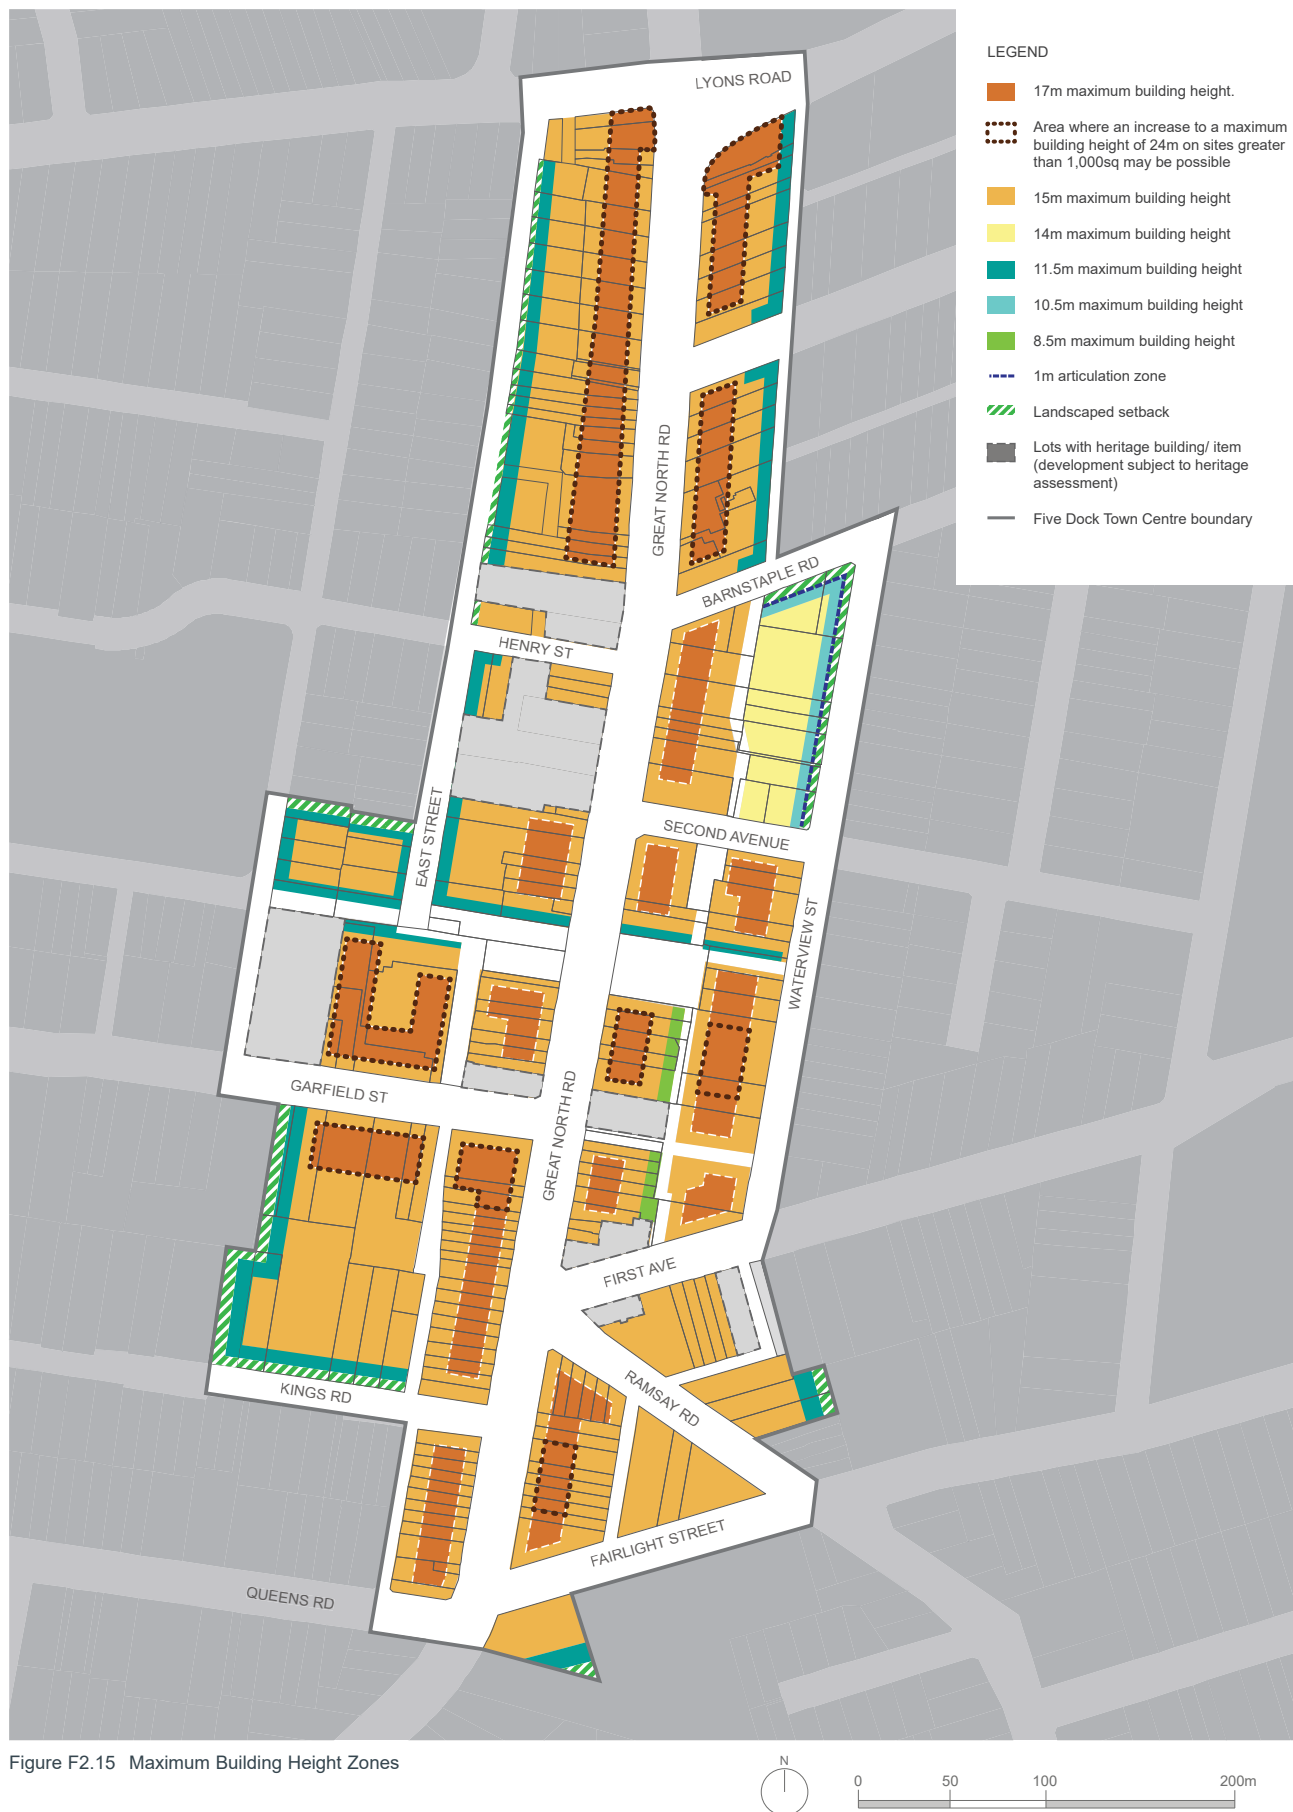 LEGEND
17m maximum building height.
Area where an increase to a maximum
building height of 24m on sites greater
than 1,000sq may be possible
15m maximum building height
14m maximum building height
11.5m maximum building height
10.5m maximum building height
8.5m maximum building height
1m articulation zone
Landscaped setback
Lots with heritage building/ item
(development subject to heritage
assessment)
Five Dock Town Centre boundary
LYONS ROAD
GREAT NORTH RD
BARNSTAPLE RD
HENRY ST
EAST STREET
SECOND AVENUE
WATERVIEW ST
GARFIELD ST
GREAT NORTH RD
FIRST AVE
RAMSAY RD
KINGS RD
FAIRLIGHT STREET
QUEENS RD
Figure F2.15 Maximum Building Height Zones
N
0 50 100 200m